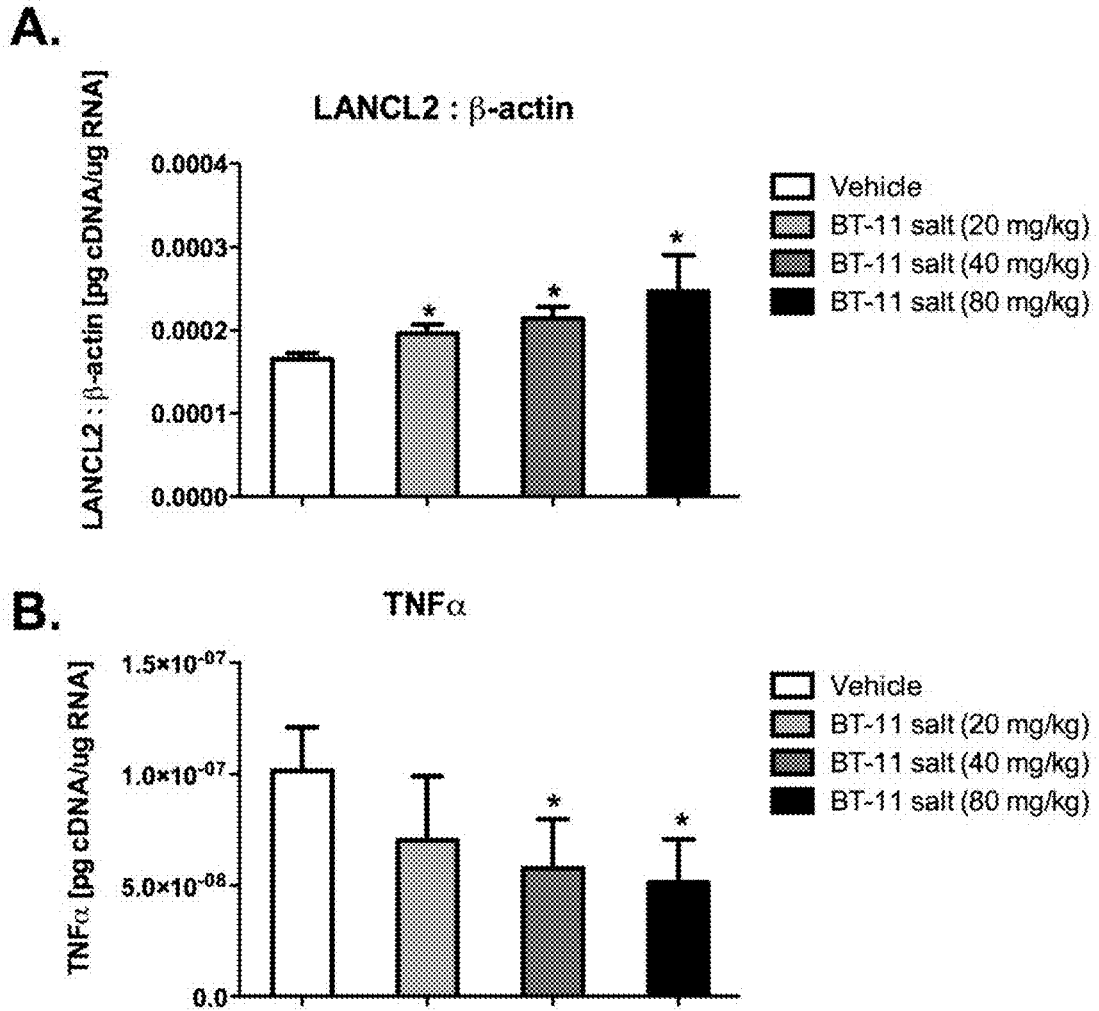 A.
LANCL2 : β-actin
LANCL2 : β-actin [pg cDNA/ug RNA]
0.0004
0.0003
0.0002
0.0001
0.0000
*
*
*
Vehicle
BT-11 salt (20 mg/kg)
BT-11 salt (40 mg/kg)
BT-11 salt (80 mg/kg)
B.
TNFα
TNFα [pg cDNA/ug RNA]
1.5×10-07
1.0×10-07
5.0×10-08
0.0
*
*
Vehicle
BT-11 salt (20 mg/kg)
BT-11 salt (40 mg/kg)
BT-11 salt (80 mg/kg)